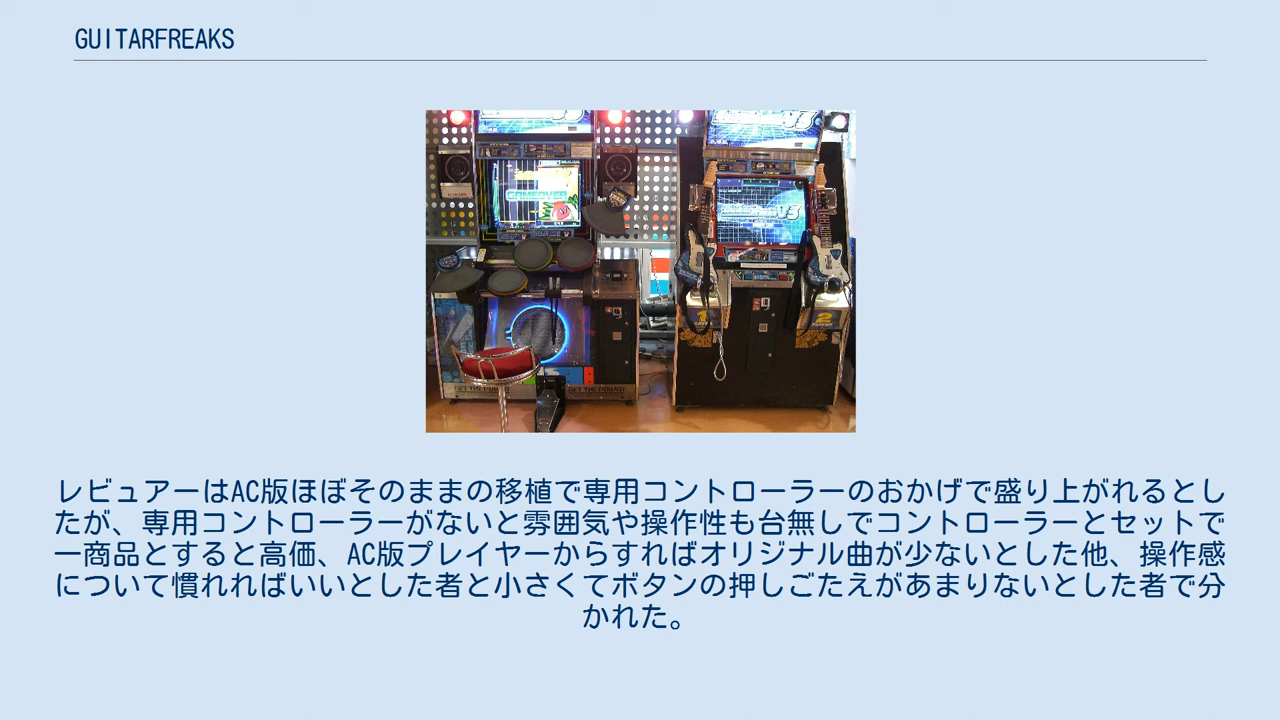 GUITARFREAKS
GAMEOVER
V3
V3
1
2
レビュアーはAC版ほぼそのままの移植で専用コントローラーのおかげで盛り上がれるとし
たが、専用コントローラーがないと雰囲気や操作性も台無しでコントローラーとセットで
一商品とすると高価、AC版プレイヤーからすればオリジナル曲が少ないとした他、操作感
について慣れればいいとした者と小さくてボタンの押しごたえがあまりないとした者で分
かれた。